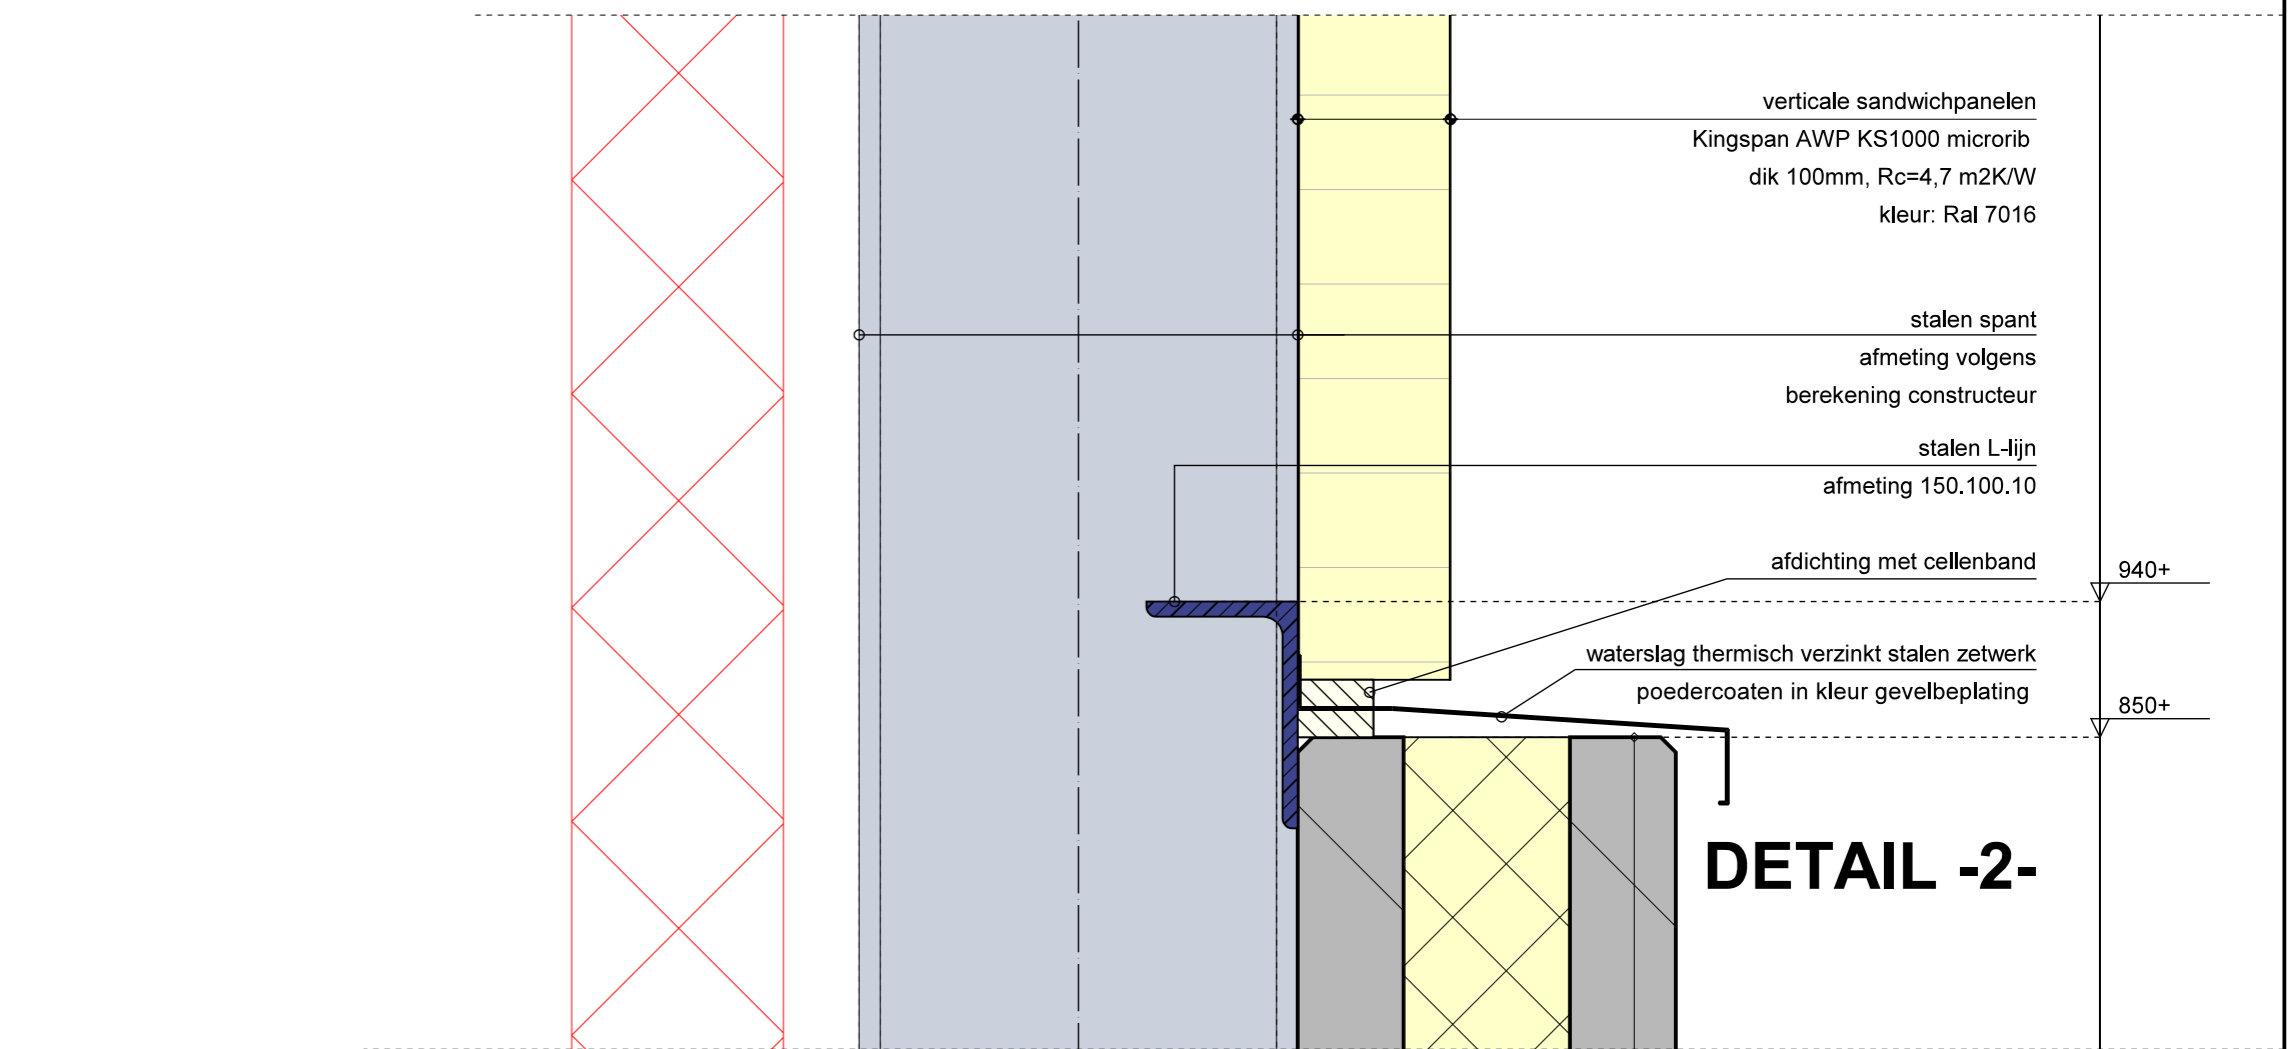 verticale sandwichpanelen
Kingspan AWP KS1000 microrib
dik 100mm, Rc=4,7 m2K/W
kleur: Ral 7016
stalen spant
afmeting volgens
berekening constructeur
stalen L-lijn
afmeting 150.100.10
afdichting met cellenband
940+
waterslag thermisch verzinkt stalen zetwerk
poedercoaten in kleur gevelbeplating
850+
DETAIL -2-